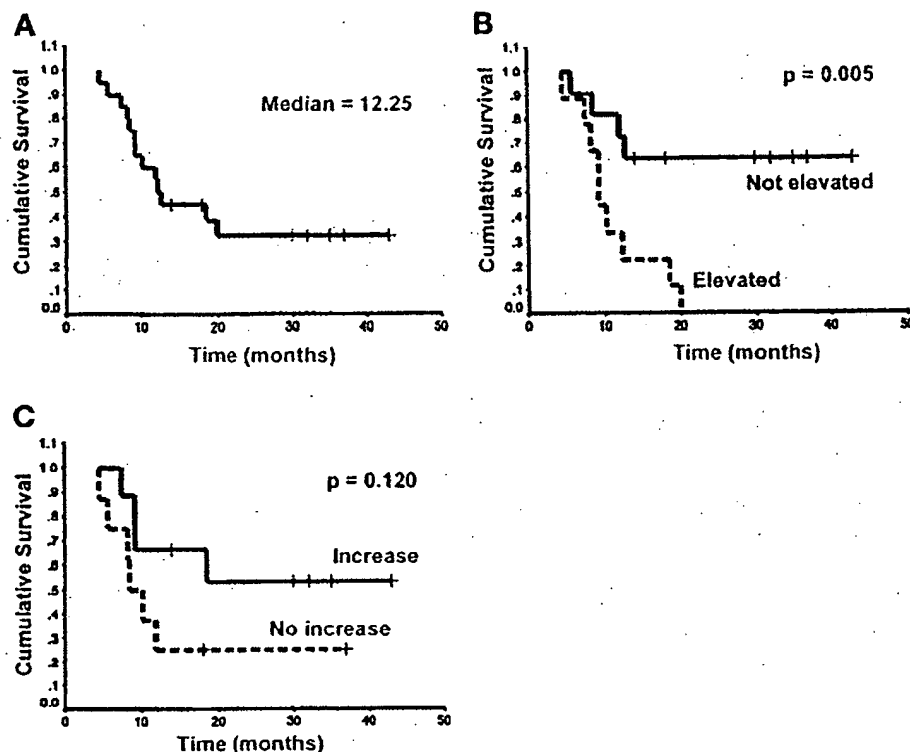 A
1.1
1.0
.9
.8
.7
.6
.5
.4
.3
.2
.1
0.0
0 10 20 30 40 50
Cumulative Survival
Time (months)
Median = 12.25
B
1.1
1.0
.9
.8
.7
.6
.5
.4
.3
.2
.1
0.0
0 10 20 30 40 50
Cumulative Survival
Time (months)
p = 0.005
Not elevated
Elevated
C
1.1
1.0
.9
.8
.7
.6
.5
.4
.3
.2
.1
0.0
0 10 20 30 40 50
Cumulative Survival
Time (months)
p = 0.120
Increase
No increase